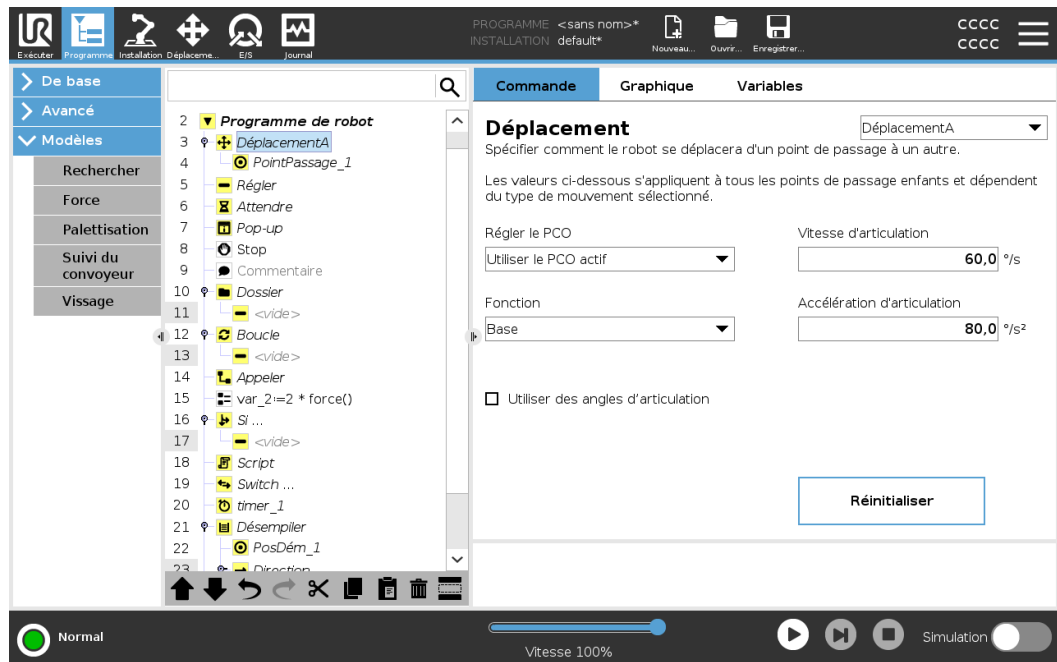 PROGRAMME <sans nom>*
INSTALLATION default*
Nouveau...
Ouvrir...
Enregistrer...
CCCC
CCCC
UR
Exécuter
Programme
Installation
Déplaceme...
E/S
Journal
De base
Avancé
Modèles
Rechercher
Force
Palettisation
Suivi du
convoyeur
Vissage
2 Programme de robot
3 DéplacementA
4 PointPassage_1
5 Régler
6 Attendre
7 Pop-up
8 Stop
9 Commentaire
10 Dossier
11 <vide>
12 Boucle
13 <vide>
14 Appeler
15 var_2:=2 * force()
16 Si ...
17 <vide>
18 Script
19 Switch ...
20 timer_1
21 Désempiler
22 PosDém_1
23 Direction
Commande
Graphique
Variables
Déplacement
DéplacementA
Spécifier comment le robot se déplacera d'un point de passage à un autre.
Les valeurs ci-dessous s'appliquent à tous les points de passage enfants et dépendent
du type de mouvement sélectionné.
Régler le PCO
Vitesse d'articulation
Utiliser le PCO actif
60,0 °/s
Fonction
Accélération d'articulation
Base
80,0 °/s²
Utiliser des angles d'articulation
Réinitialiser
Normal
Vitesse 100%
Simulation